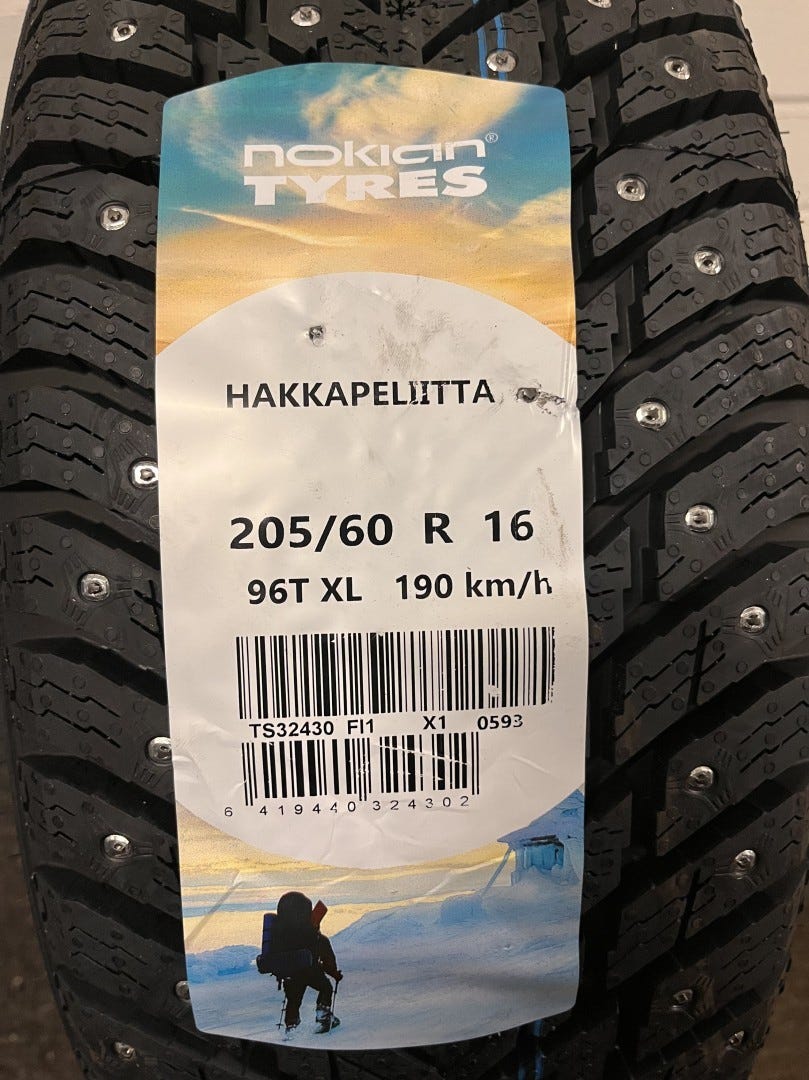 nokian®
TYRES
HAKKAPELIITTA
205/60 R 16
96T XL 190 km/h
TS32430 FI1 X1 0593
6 419440 324302